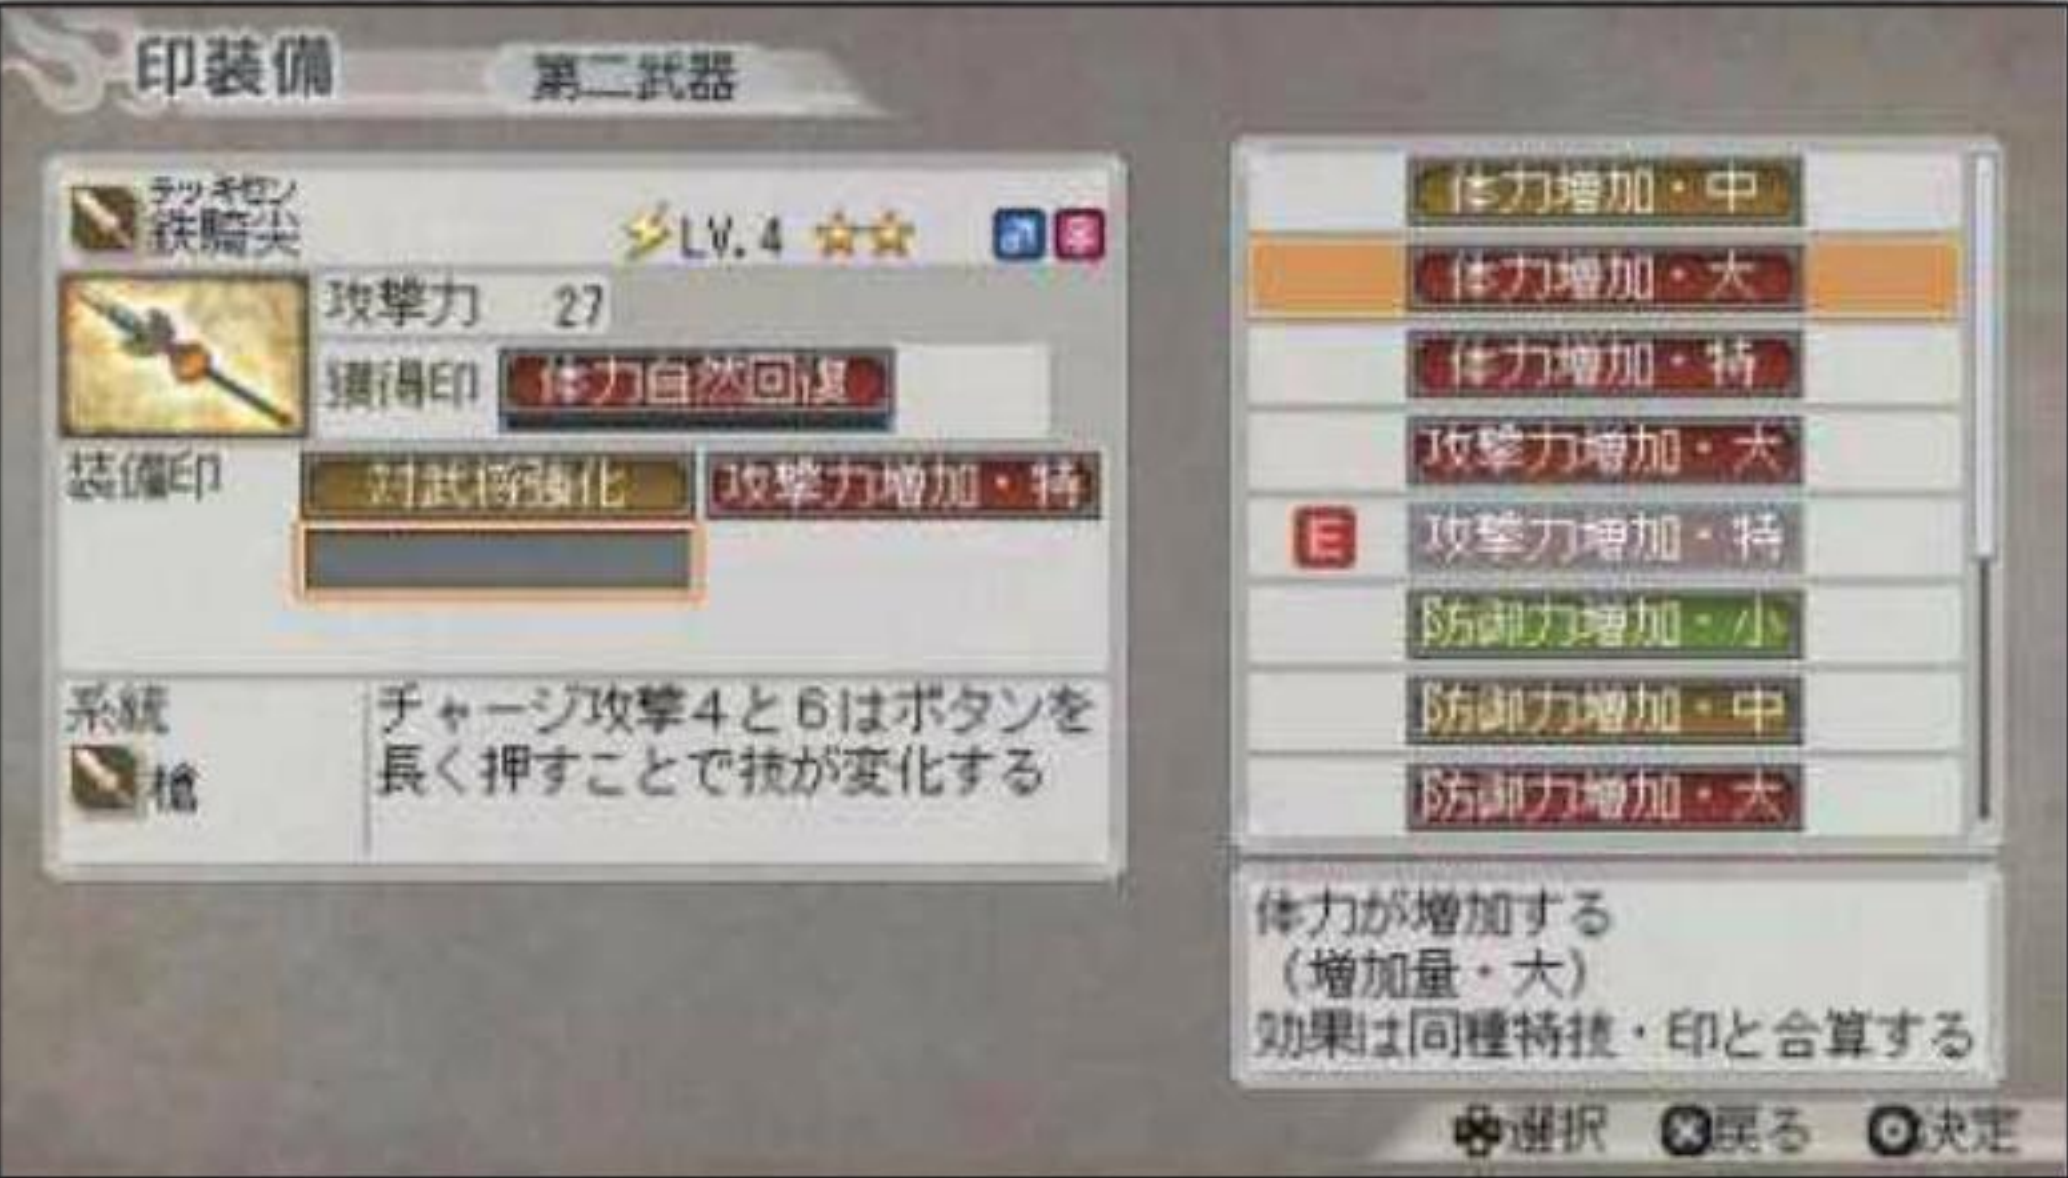 印装備
第二武器
テッキセン
鉄騎尖
LV.4
攻撃力 27
獲得印 体力自然回復
装備印 対武将強化 攻撃力増加・特
系統
槍
チャージ攻撃4と6はボタンを
長く押すことで技が変化する
体力増加・中
体力増加・大
体力増加・特
攻撃力増加・大
E 攻撃力増加・特
防御力増加・小
防御力増加・中
防御力増加・大
体力が増加する
（増加量・大）
効果は同種特技・印と合算する
選択 戻る 決定